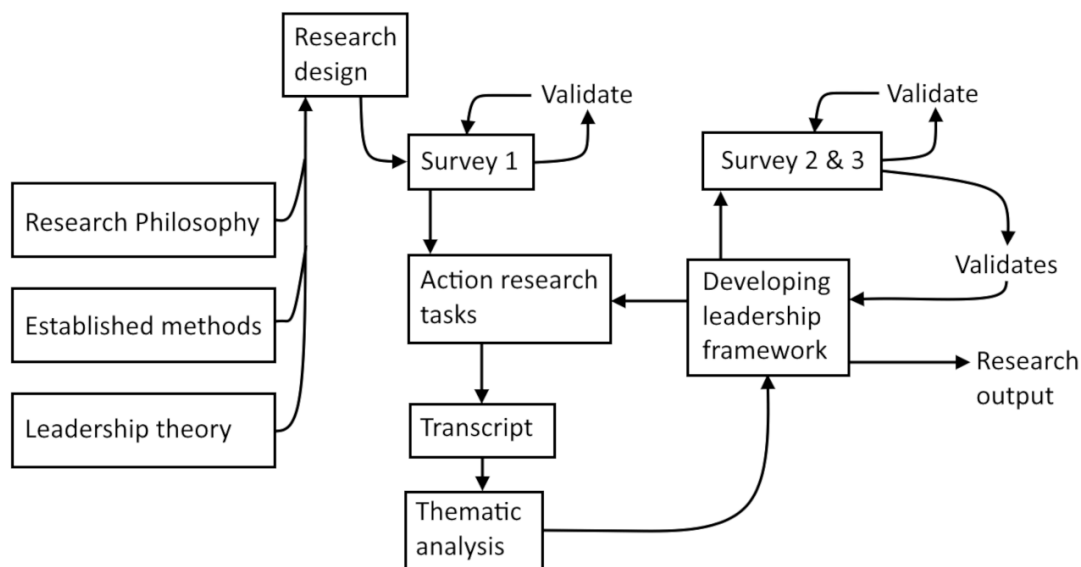 Research
design
Validate
Validate
Survey 1
Survey 2 & 3
Research Philosophy
Established methods
Leadership theory
Action research
tasks
Developing
leadership
framework
Validates
Research
output
Transcript
Thematic
analysis